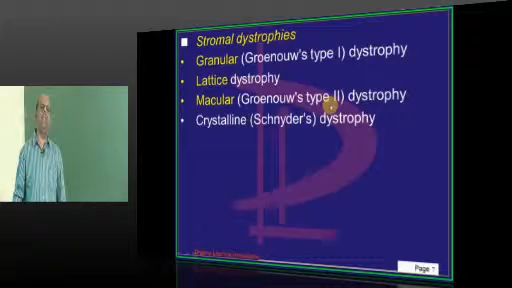 Stromal dystrophies
Granular (Groenouw's type I) dystrophy
Lattice dystrophy
Macular (Groenouw's type II) dystrophy
Crystalline (Schnyder's) dystrophy
Page